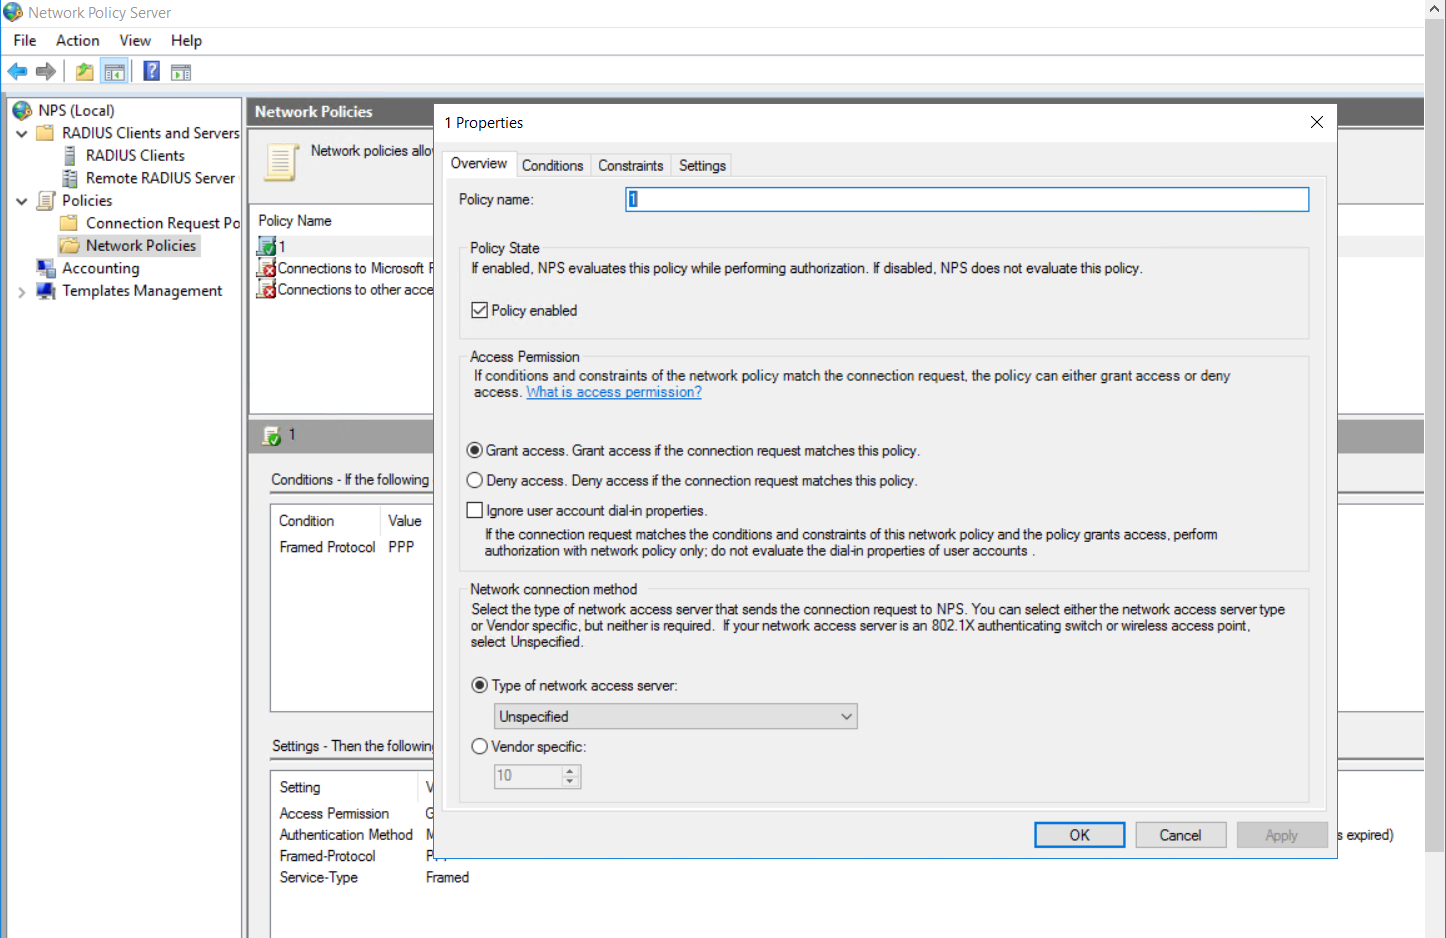 Network Policy Server
File Action View Help
NPS (Local)
RADIUS Clients and Servers
RADIUS Clients
Remote RADIUS Server
Policies
Connection Request Po
Network Policies
Accounting
Templates Management
Network Policies
Network policies allo
Policy Name
1
Connections to Microsoft R
Connections to other acce
1
Conditions - If the following
Condition Value
Framed Protocol PPP
Settings - Then the following
Setting
Access Permission
Authentication Method
Framed-Protocol
Service-Type Framed
s expired)
1 Properties
Overview Conditions Constraints Settings
Policy name: 1
Policy State
If enabled, NPS evaluates this policy while performing authorization. If disabled, NPS does not evaluate this policy.
Policy enabled
Access Permission
If conditions and constraints of the network policy match the connection request, the policy can either grant access or deny
access. What is access permission?
Grant access. Grant access if the connection request matches this policy.
Deny access. Deny access if the connection request matches this policy.
Ignore user account dial-in properties.
If the connection request matches the conditions and constraints of this network policy and the policy grants access, perform
authorization with network policy only; do not evaluate the dial-in properties of user accounts .
Network connection method
Select the type of network access server that sends the connection request to NPS. You can select either the network access server type
or Vendor specific, but neither is required. If your network access server is an 802.1X authenticating switch or wireless access point,
select Unspecified.
Type of network access server:
Unspecified
Vendor specific:
10
OK Cancel Apply